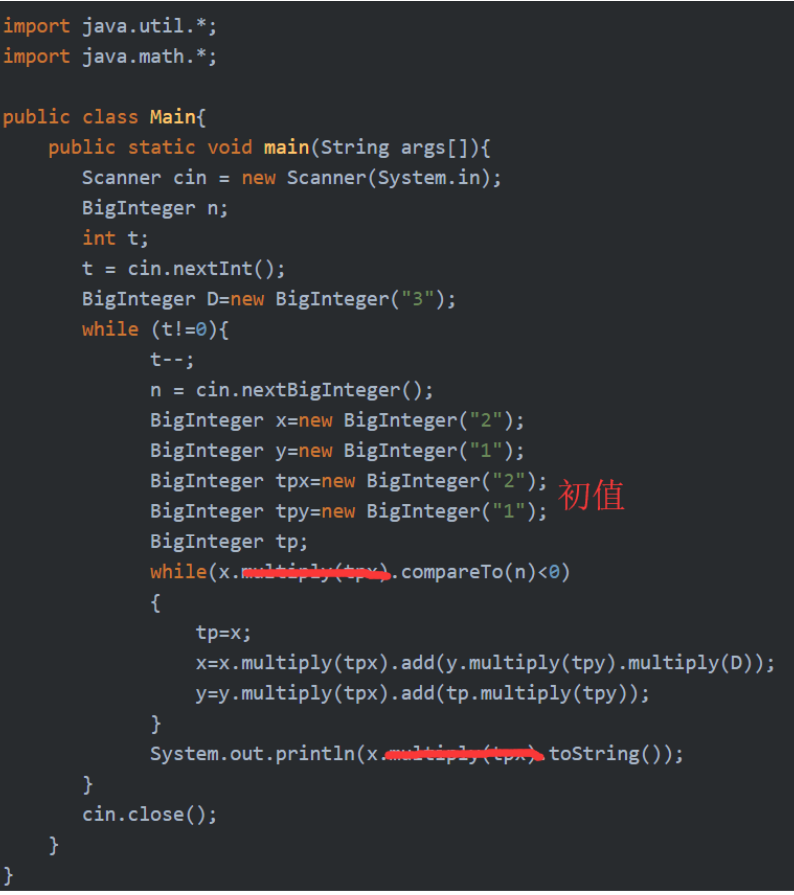 import java.util.*;
import java.math.*;
public class Main{
public static void main(String args[]){
Scanner cin = new Scanner(System.in);
BigInteger n;
int t;
t = cin.nextInt();
BigInteger D=new BigInteger("3");
while (t!=0){
t--;
n = cin.nextBigInteger();
BigInteger x=new BigInteger("2");
BigInteger y=new BigInteger("1");
BigInteger tpx=new BigInteger("2");
初值
BigInteger tpy=new BigInteger("1");
BigInteger tp;
while(x.multiply(tpx).compareTo(n)<0)
{
tp=x;
x=x.multiply(tpx).add(y.multiply(tpy).multiply(D));
y=y.multiply(tpx).add(tp.multiply(tpy));
}
System.out.println(x.multiply(tpx).toString());
}
cin.close();
}
}